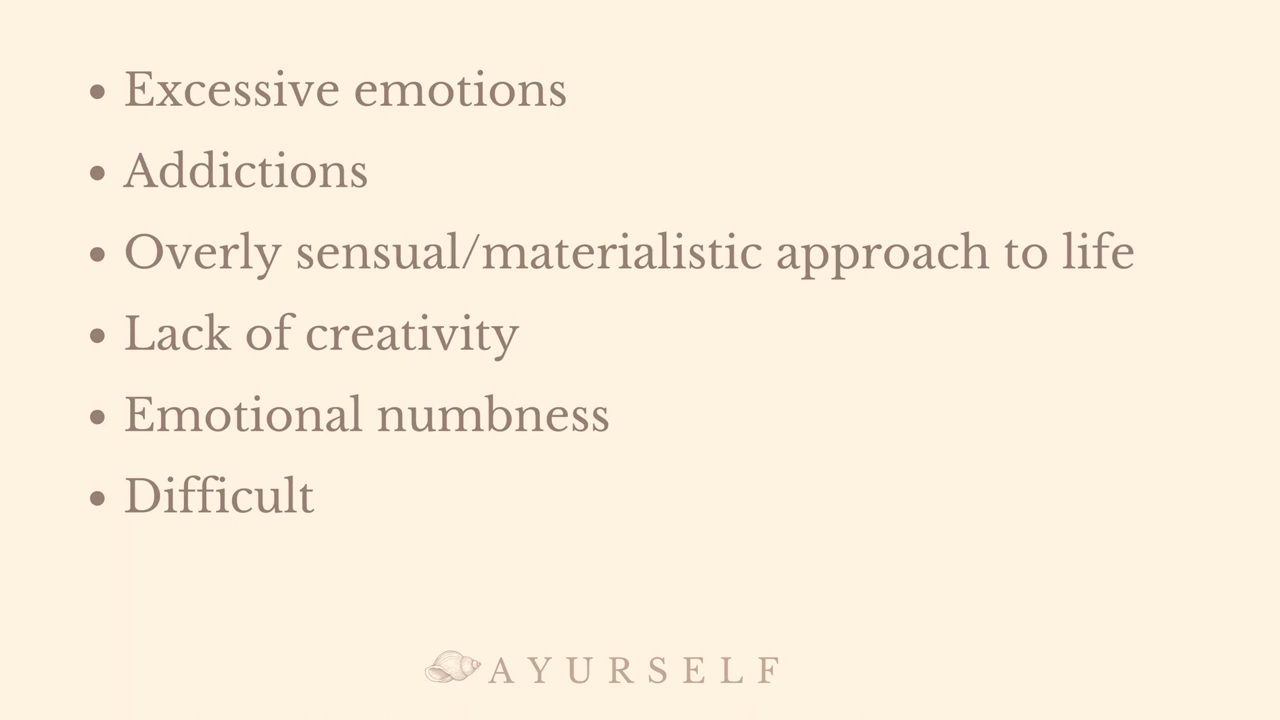 • Excessive emotions
• Addictions
• Overly sensual/materialistic approach to life
• Lack of creativity
• Emotional numbness
• Difficult
AYURSELF